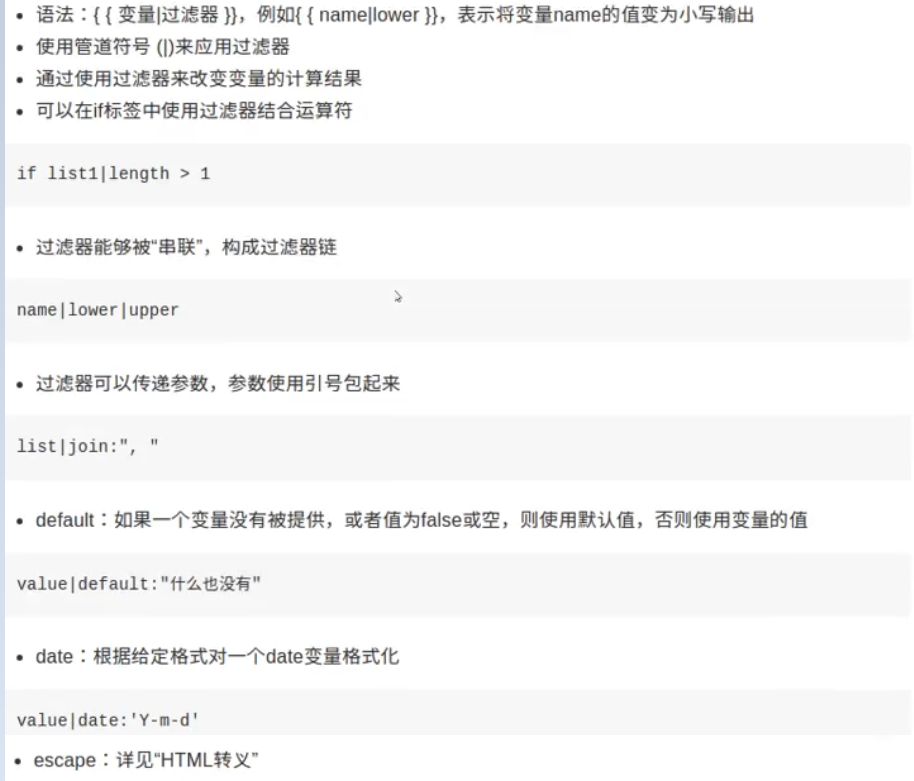 • 语法：{ { 变量|过滤器 }}，例如{ { name|lower }}，表示将变量name的值变为小写输出
• 使用管道符号 (|)来应用过滤器
• 通过使用过滤器来改变变量的计算结果
• 可以在if标签中使用过滤器结合运算符
if list1|length > 1
• 过滤器能够被“串联”，构成过滤器链
name|lower|upper
• 过滤器可以传递参数，参数使用引号包起来
list|join:", "
• default：如果一个变量没有被提供，或者值为false或空，则使用默认值，否则使用变量的值
value|default:"什么也没有"
• date：根据给定格式对一个date变量格式化
value|date:'Y-m-d'
• escape：详见“HTML转义”